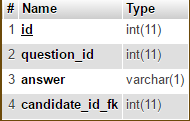 # Name Type
1 id int(11)
2 question_id int(11)
3 answer varchar(1)
4 candidate_id_fk int(11)